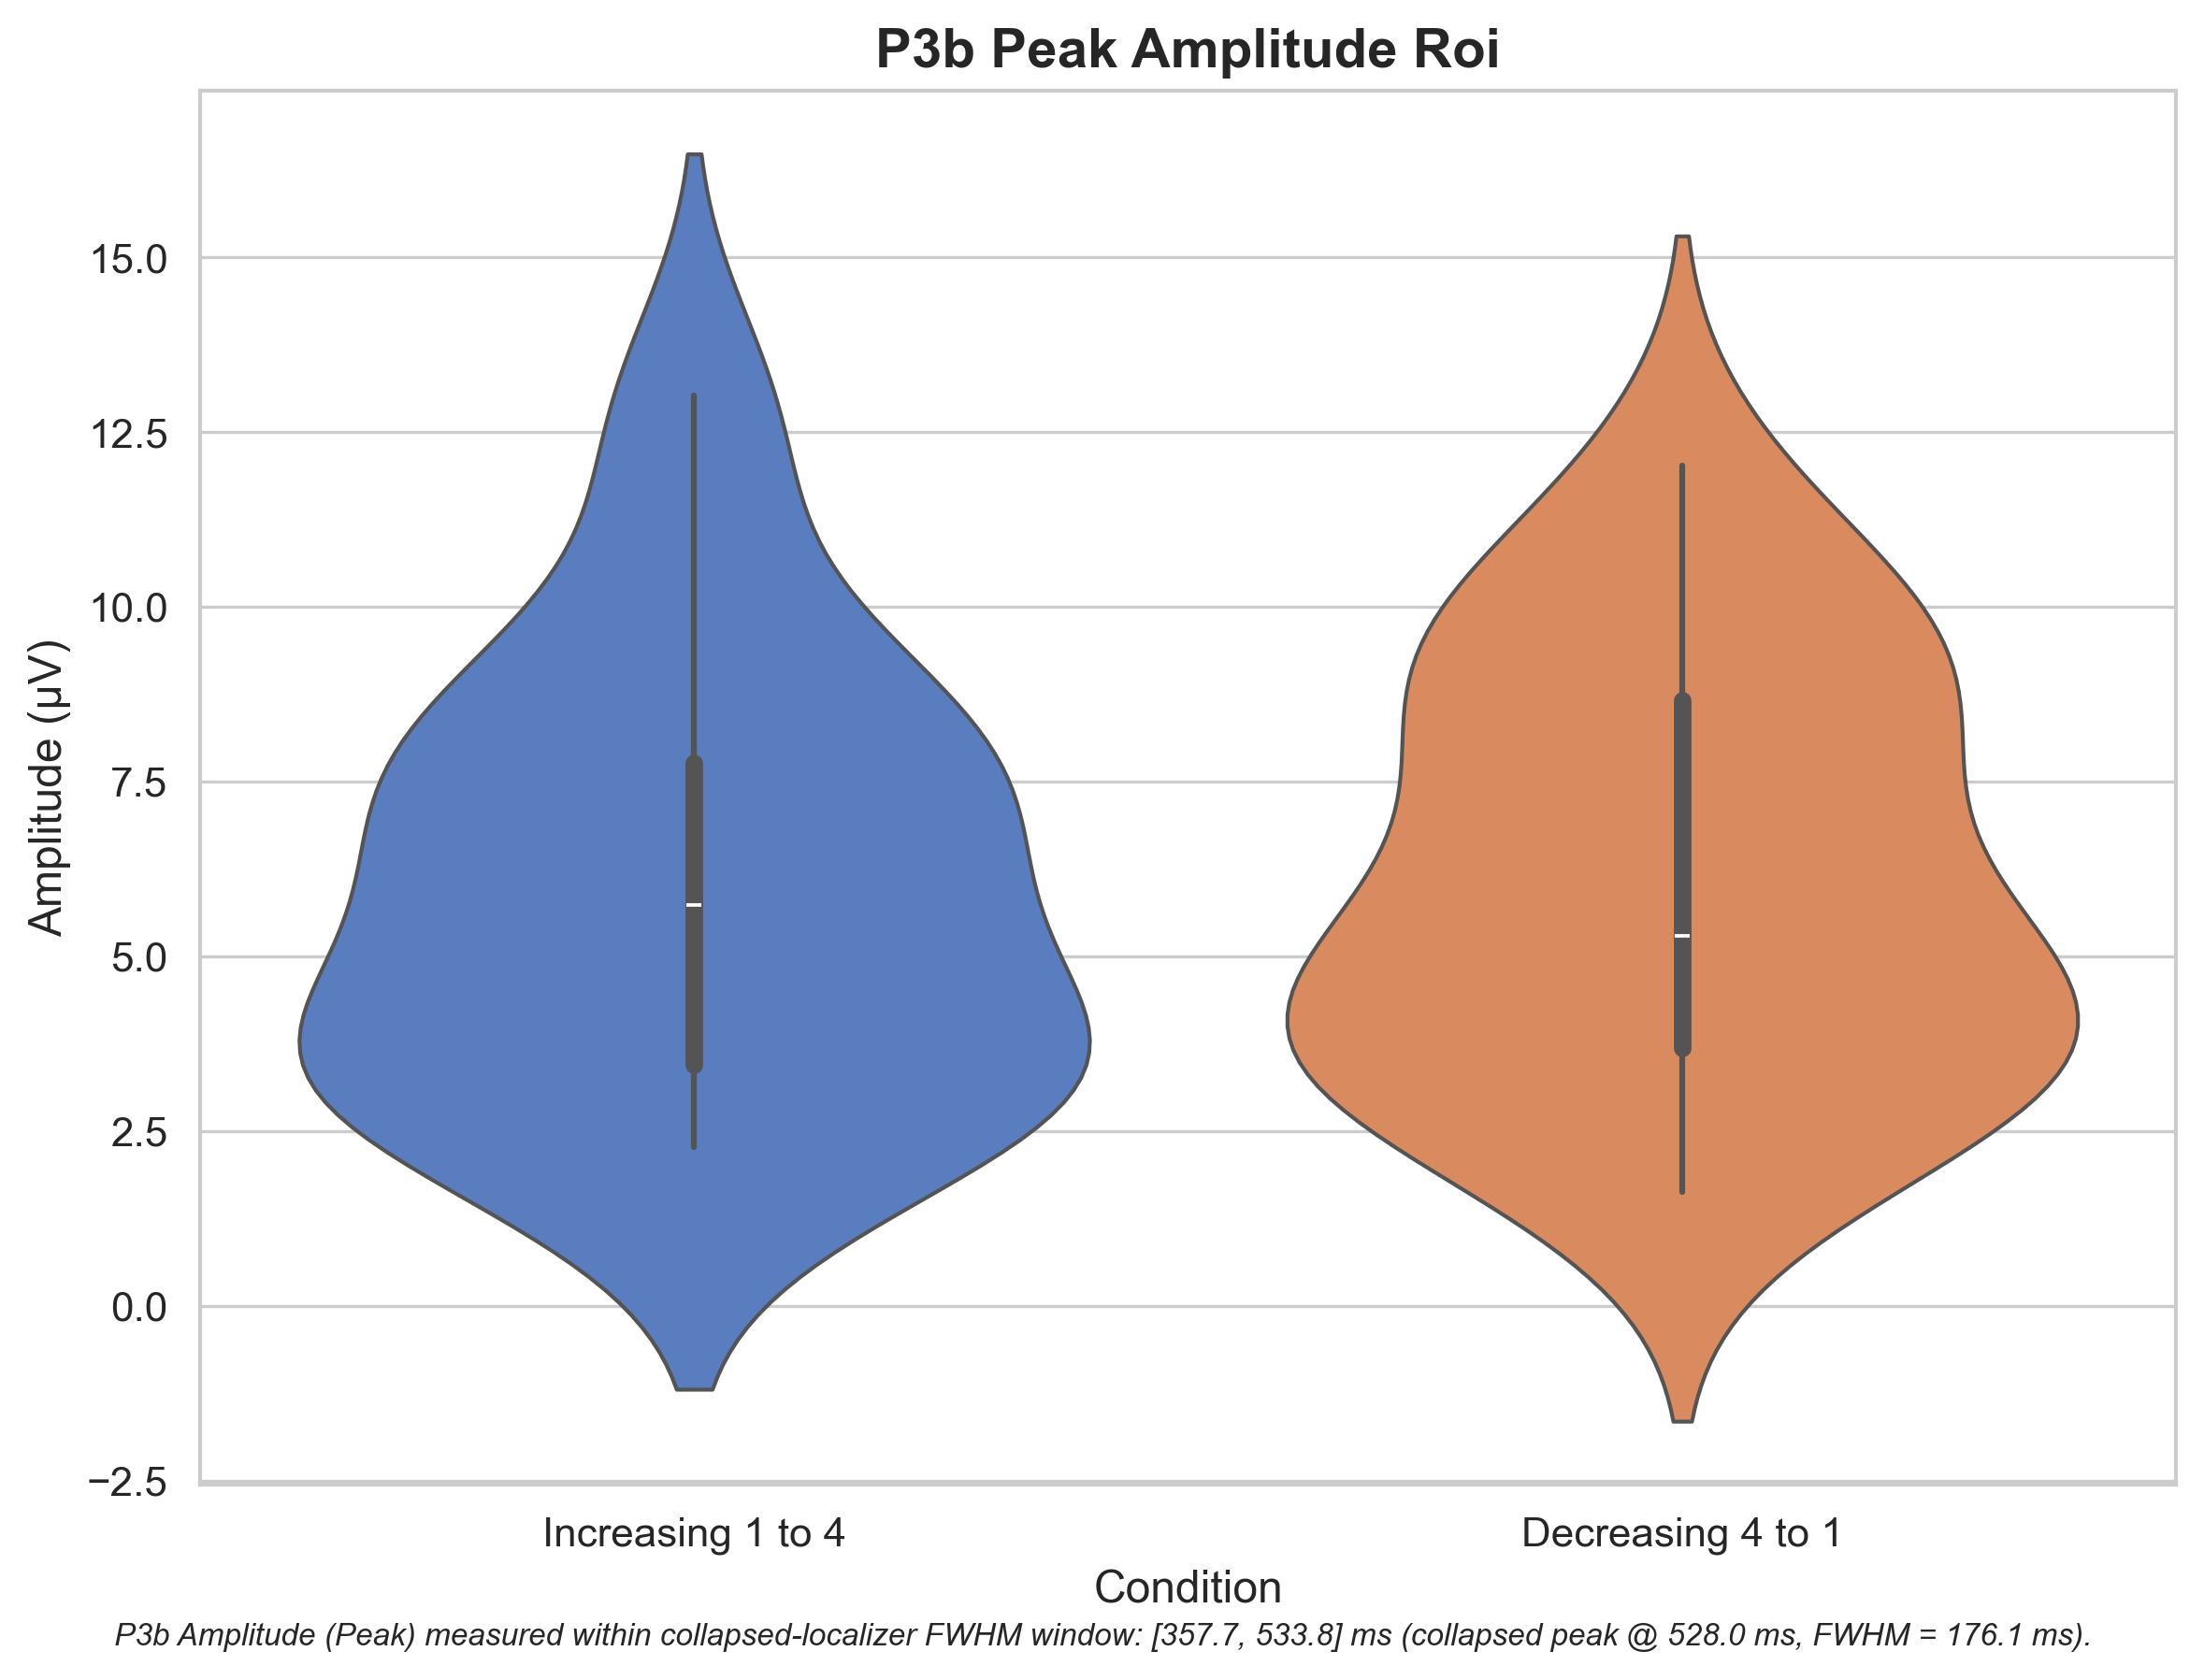 P3b Peak Amplitude Roi
Amplitude (µV)
15.0
12.5
10.0
7.5
5.0
2.5
0.0
−2.5
Increasing 1 to 4
Decreasing 4 to 1
Condition
P3b Amplitude (Peak) measured within collapsed-localizer FWHM window: [357.7, 533.8] ms (collapsed peak @ 528.0 ms, FWHM = 176.1 ms).